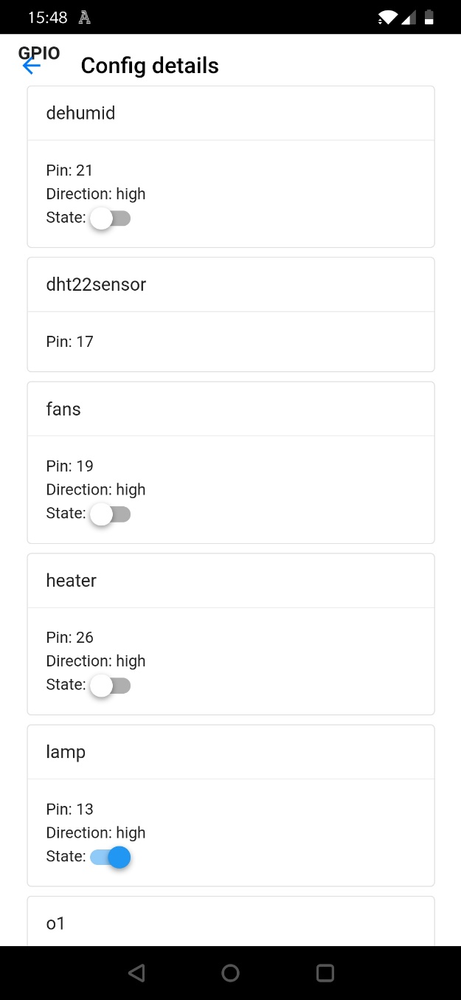 15:48
GPIO
Config details
dehumid
Pin: 21
Direction: high
State:
dht22sensor
Pin: 17
fans
Pin: 19
Direction: high
State:
heater
Pin: 26
Direction: high
State:
lamp
Pin: 13
Direction: high
State:
o1